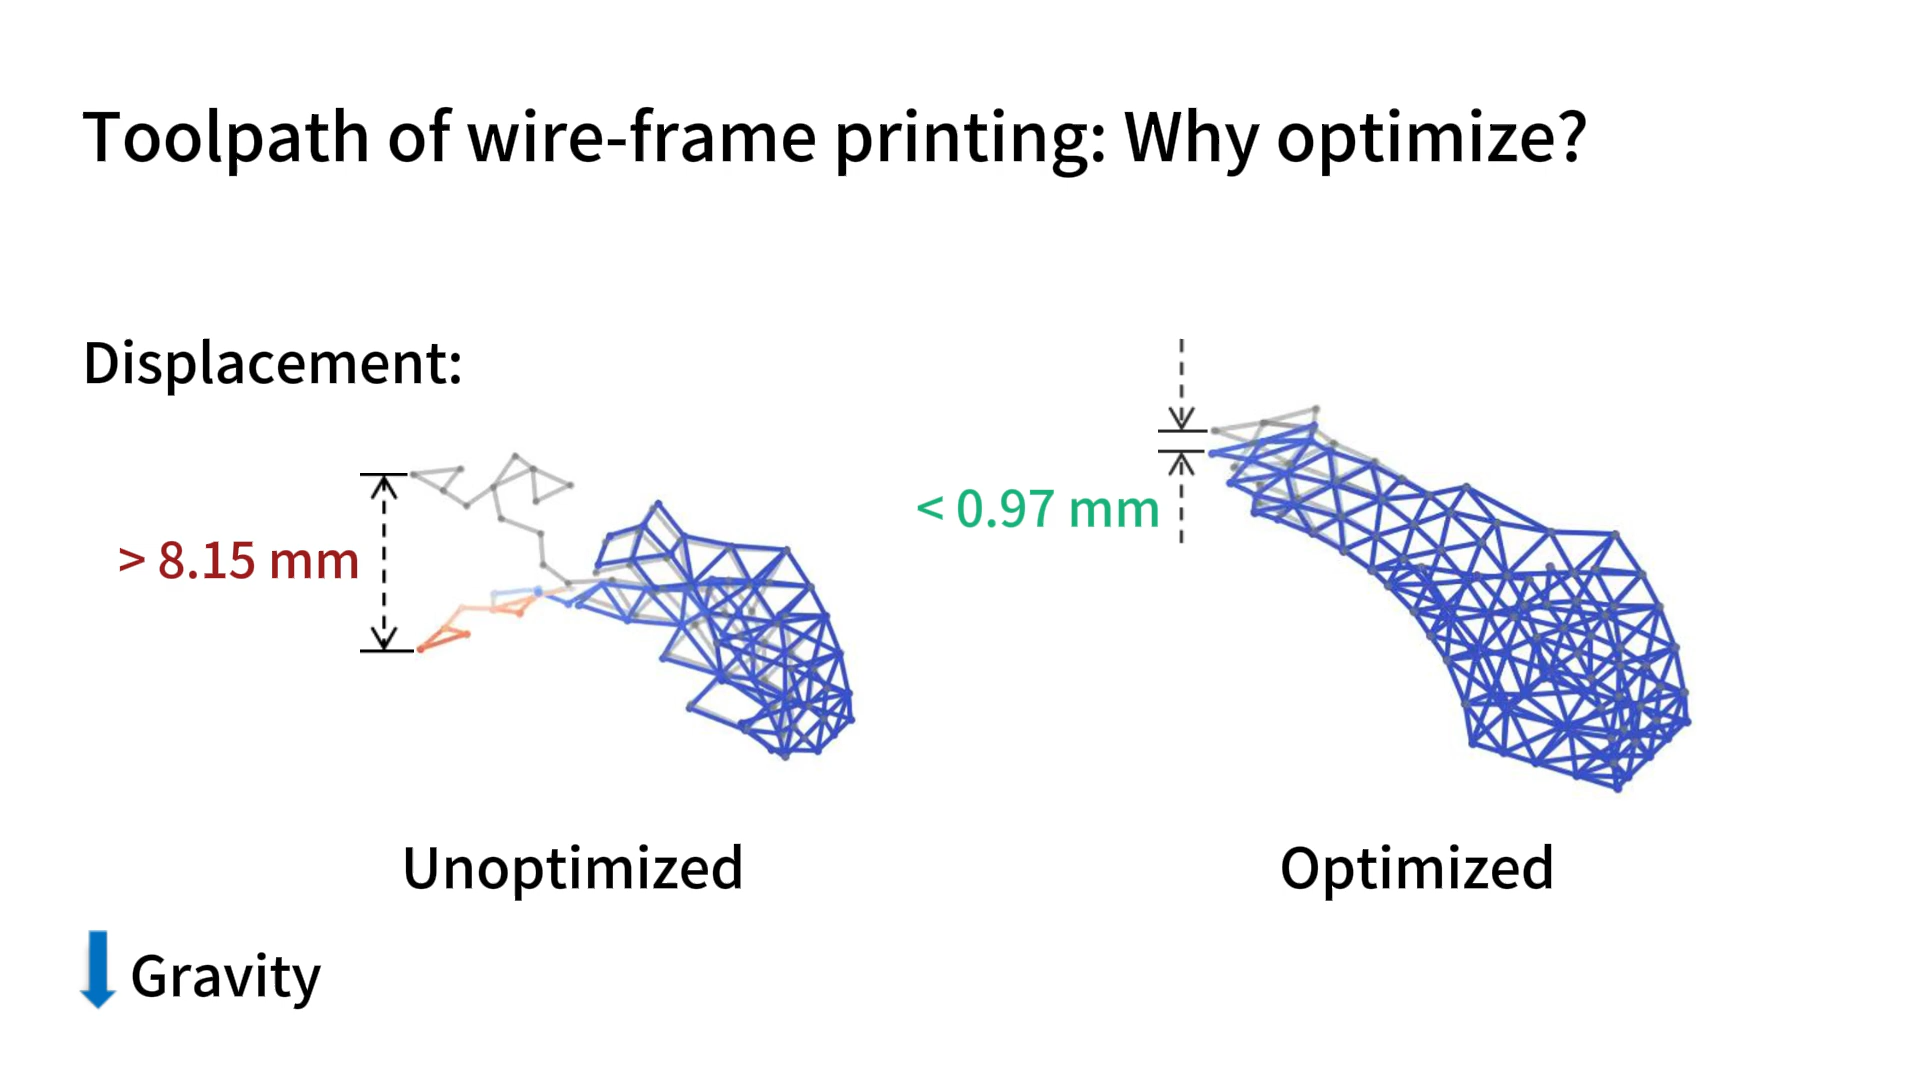 Toolpath of wire-frame printing: Why optimize?
Displacement:
> 8.15 mm
< 0.97 mm
Unoptimized
Optimized
Gravity